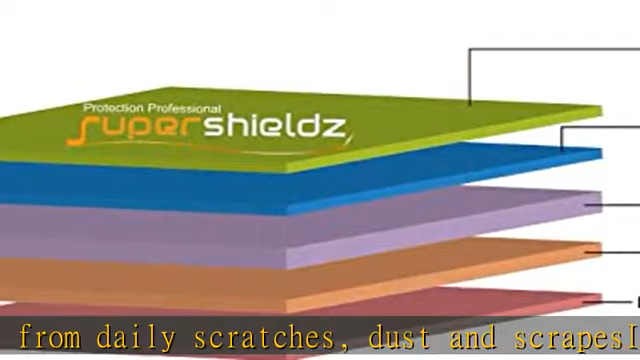 Protection Professional
supershieldz
from daily scratches, dust and scrapes